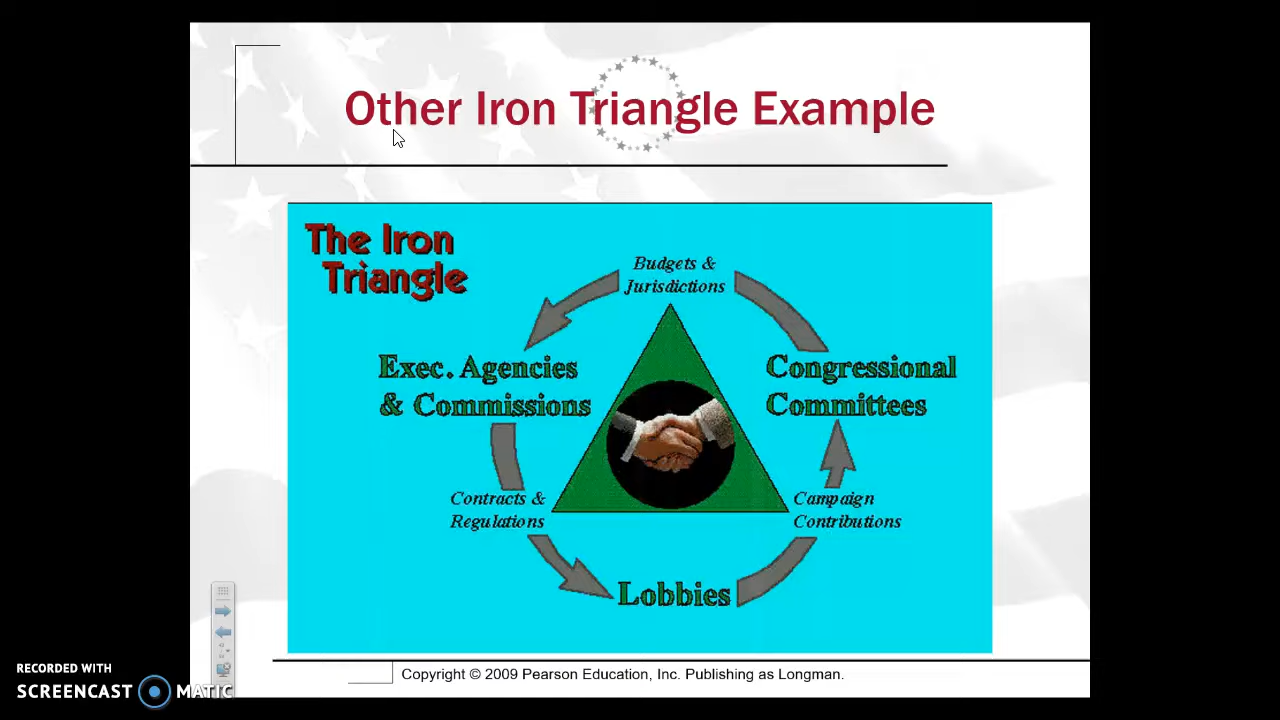 Other Iron Triangle Example
The Iron
Triangle
Budgets &
Jurisdictions
Exec. Agencies
& Commissions
Congressional
Committees
Contracts &
Regulations
Campaign
Contributions
Lobbies
Copyright © 2009 Pearson Education, Inc. Publishing as Longman.
RECORDED WITH
SCREENCAST MATIC